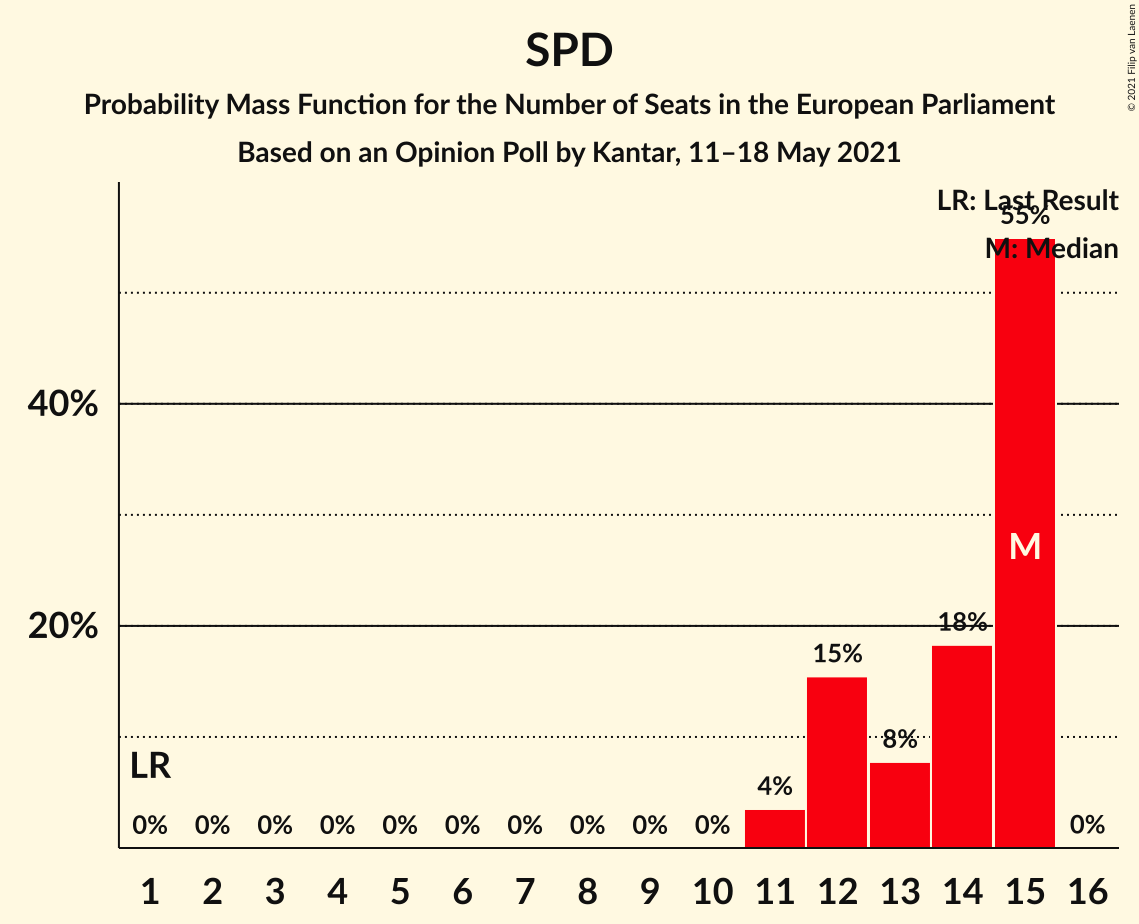 SPD
Probability Mass Function for the Number of Seats in the European Parliament
Based on an Opinion Poll by Kantar, 11–18 May 2021
© 2021 Filip van Laenen
LR: Last Result
M: Median
55%
40%
M
20%
18%
15%
8%
LR
4%
0% 0% 0% 0% 0% 0% 0% 0% 0% 0% 0%
1 2 3 4 5 6 7 8 9 10 11 12 13 14 15 16